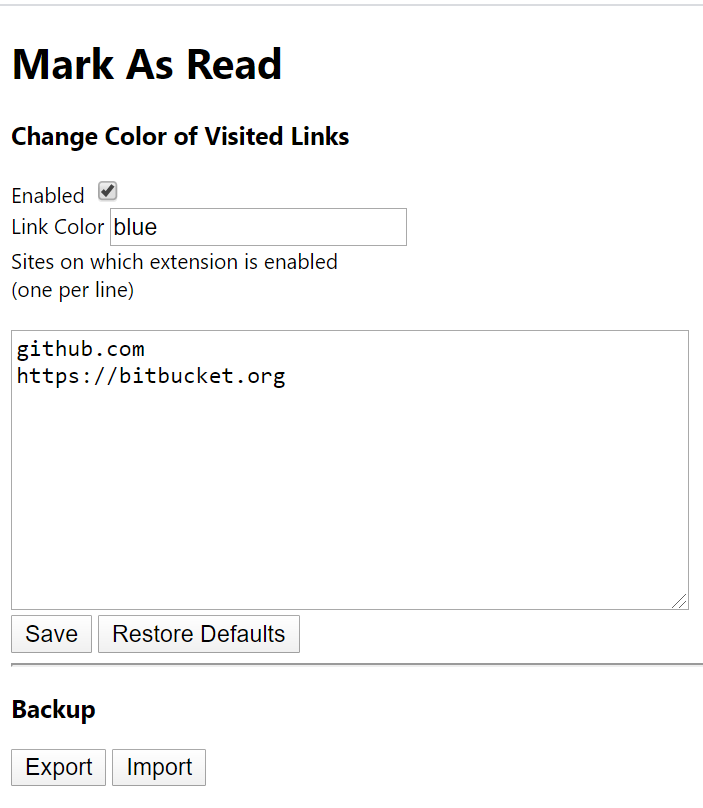 Mark As Read
Change Color of Visited Links
Enabled
Link Color blue
Sites on which extension is enabled
(one per line)
github.com
https://bitbucket.org
Save Restore Defaults
Backup
Export Import